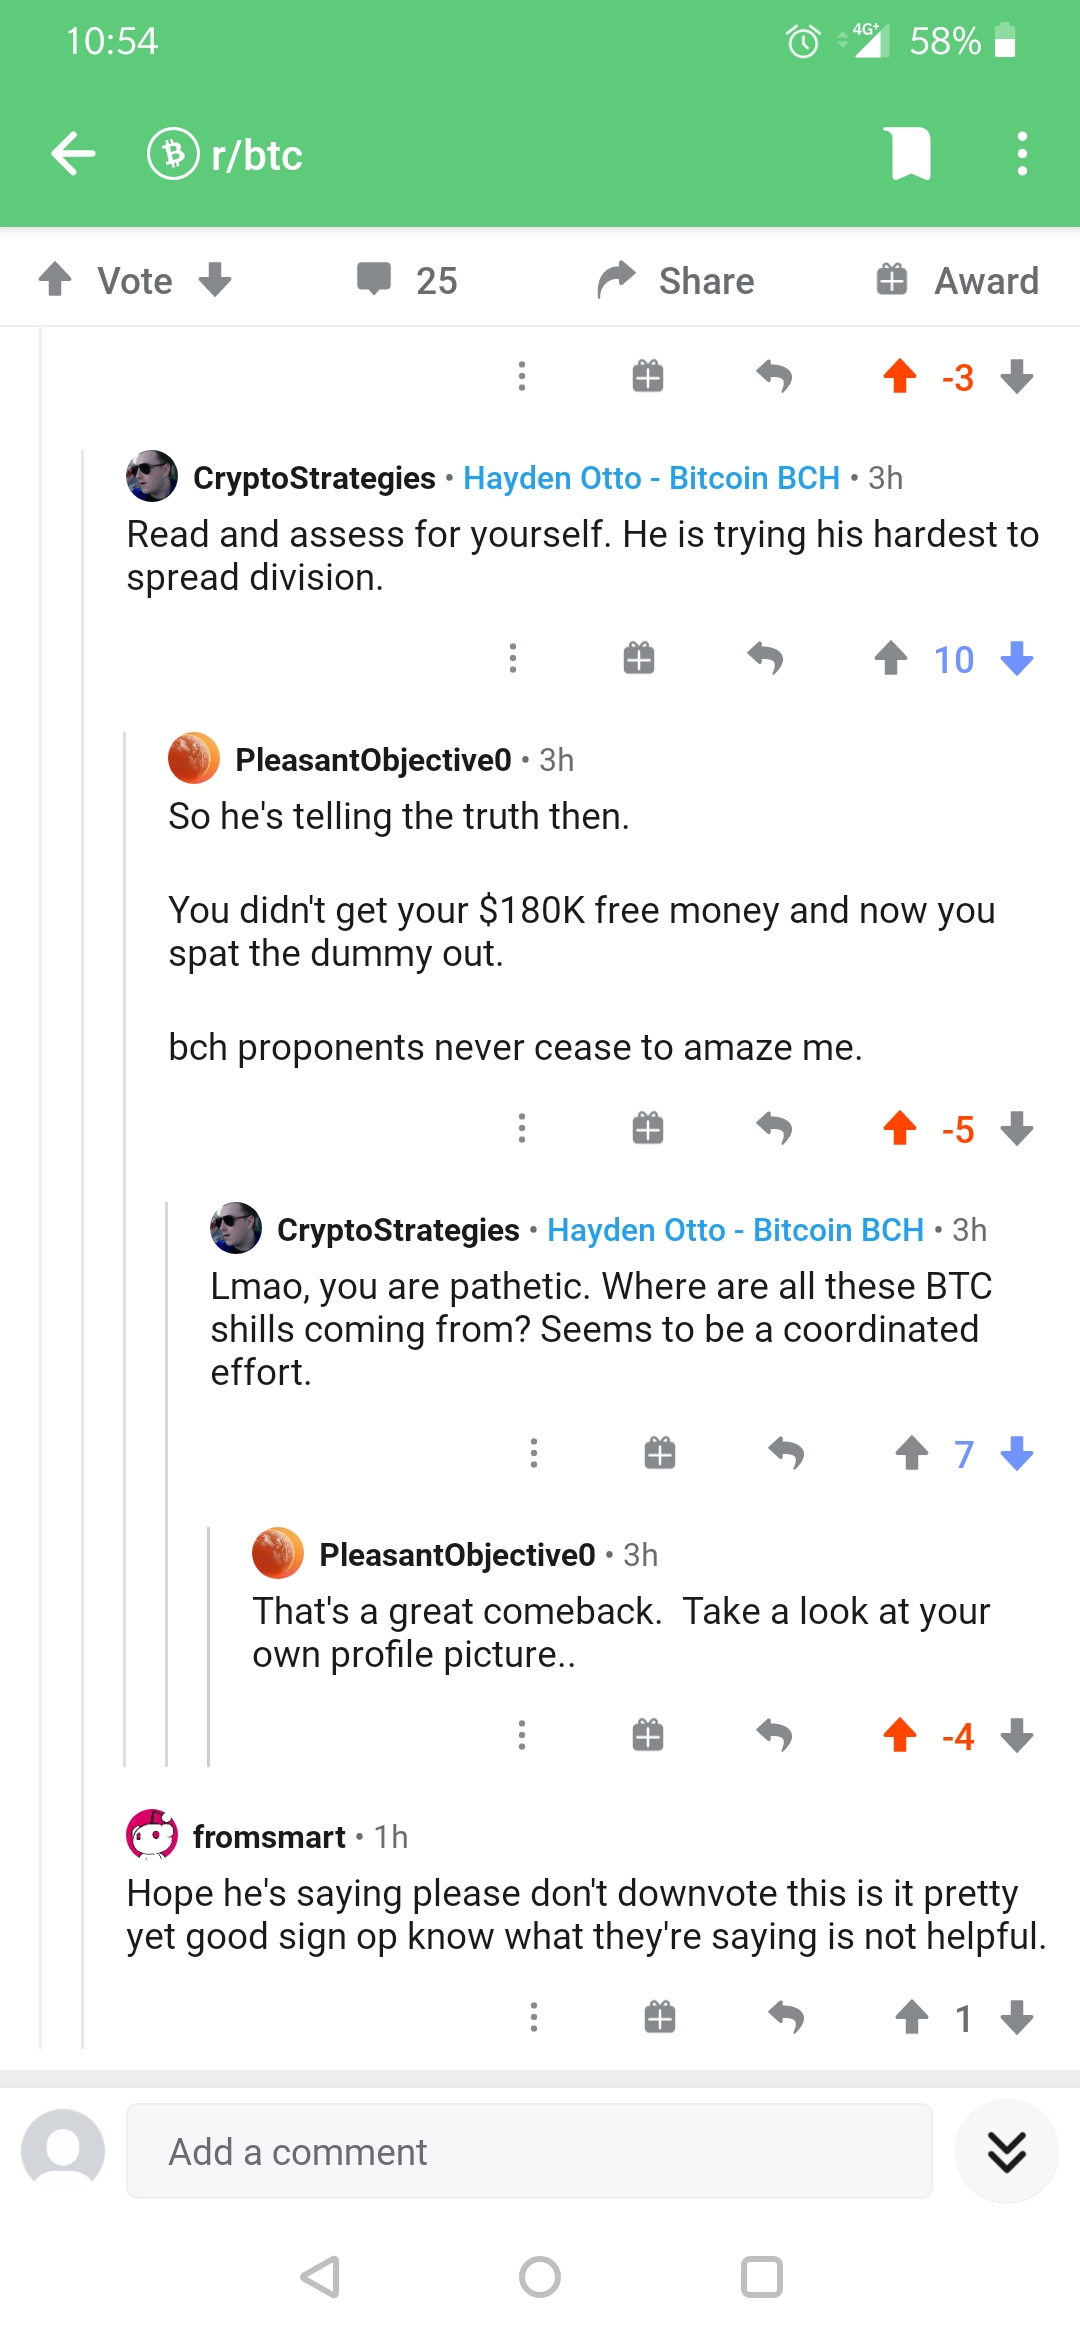 10:54
4G+ 58%
r/btc
Vote 25 Share Award
-3
CryptoStrategies • Hayden Otto - Bitcoin BCH • 3h
Read and assess for yourself. He is trying his hardest to
spread division.
10
PleasantObjective0 • 3h
So he's telling the truth then.
You didn't get your $180K free money and now you
spat the dummy out.
bch proponents never cease to amaze me.
-5
CryptoStrategies • Hayden Otto - Bitcoin BCH • 3h
Lmao, you are pathetic. Where are all these BTC
shills coming from? Seems to be a coordinated
effort.
7
PleasantObjective0 • 3h
That's a great comeback.  Take a look at your
own profile picture..
-4
fromsmart • 1h
Hope he's saying please don't downvote this is it pretty
yet good sign op know what they're saying is not helpful.
1
Add a comment